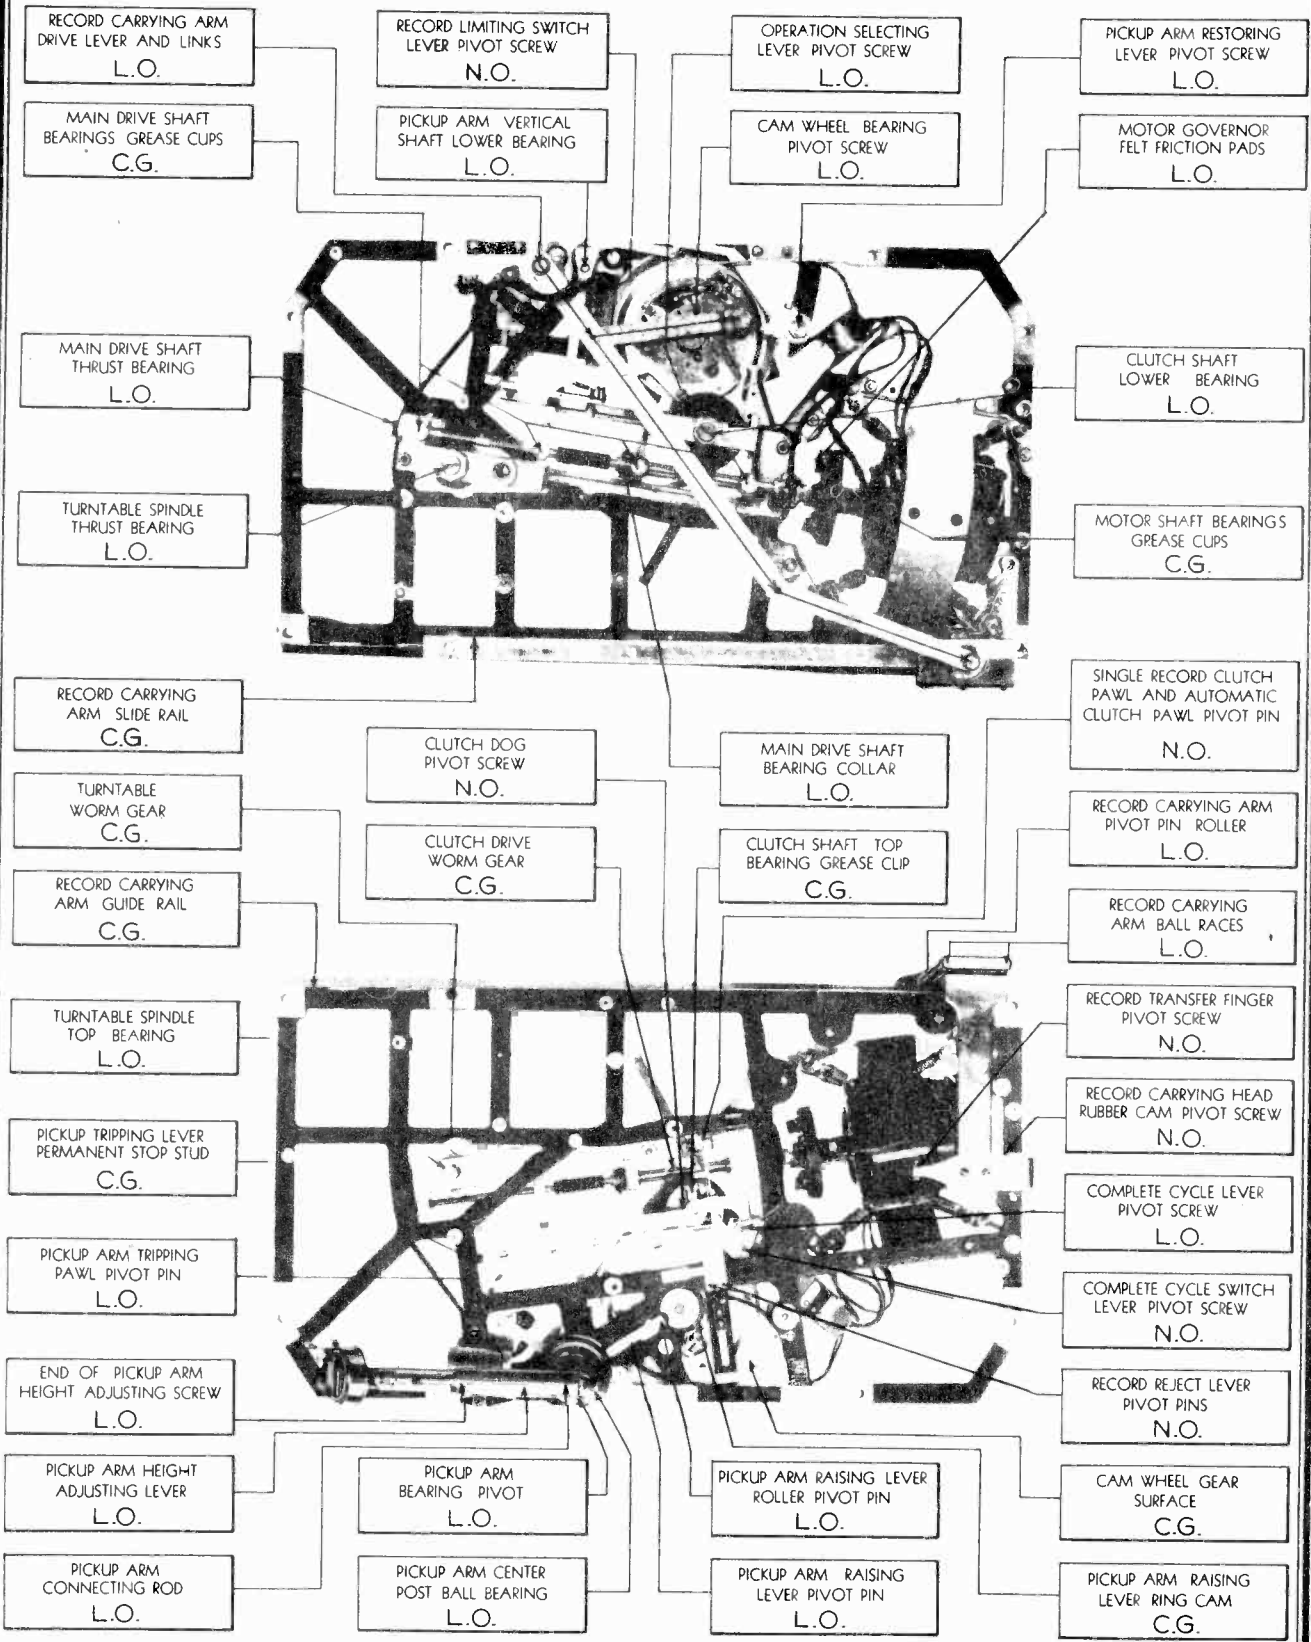 RECORD CARRYING ARM
DRIVE LEVER AND LINKS
L.O.
RECORD LIMITING SWITCH
LEVER PIVOT SCREW
N.O.
OPERATION SELECTING
LEVER PIVOT SCREW
L.O.
PICKUP ARM RESTORING
LEVER PIVOT SCREW
L.O.
MAIN DRIVE SHAFT
BEARINGS GREASE CUPS
C.G.
PICKUP ARM VERTICAL
SHAFT LOWER BEARING
L.O.
CAM WHEEL BEARING
PIVOT SCREW
L.O.
MOTOR GOVERNOR
FELT FRICTION PADS
L.O.
MAIN DRIVE SHAFT
THRUST BEARING
L.O.
CLUTCH SHAFT
LOWER BEARING
L.O.
TURNTABLE SPINDLE
THRUST BEARING
L.O.
MOTOR SHAFT BEARINGS
GREASE CUPS
C.G.
RECORD CARRYING
ARM SLIDE RAIL
C.G.
CLUTCH DOG
PIVOT SCREW
N.O.
MAIN DRIVE SHAFT
BEARING COLLAR
L.O.
SINGLE RECORD CLUTCH
PAWL AND AUTOMATIC
CLUTCH PAWL PIVOT PIN
N.O.
TURNTABLE
WORM GEAR
C.G.
CLUTCH DRIVE
WORM GEAR
C.G.
CLUTCH SHAFT TOP
BEARING GREASE CLIP
C.G.
RECORD CARRYING ARM
PIVOT PIN ROLLER
L.O.
RECORD CARRYING
ARM GUIDE RAIL
C.G.
RECORD CARRYING
ARM BALL RACES
L.O.
TURNTABLE SPINDLE
TOP BEARING
L.O.
RECORD TRANSFER FINGER
PIVOT SCREW
N.O.
PICKUP TRIPPING LEVER
PERMANENT STOP STUD
C.G.
RECORD CARRYING HEAD
RUBBER CAM PIVOT SCREW
N.O.
PICKUP ARM TRIPPING
PAWL PIVOT PIN
L.O.
COMPLETE CYCLE LEVER
PIVOT SCREW
L.O.
COMPLETE CYCLE SWITCH
LEVER PIVOT SCREW
N.O.
END OF PICKUP ARM
HEIGHT ADJUSTING SCREW
L.O.
RECORD REJECT LEVER
PIVOT PINS
N.O.
PICKUP ARM HEIGHT
ADJUSTING LEVER
L.O.
PICKUP ARM
BEARING PIVOT
L.O.
PICKUP ARM RAISING LEVER
ROLLER PIVOT PIN
L.O.
CAM WHEEL GEAR
SURFACE
C.G.
PICKUP ARM
CONNECTING ROD
L.O.
PICKUP ARM CENTER
POST BALL BEARING
L.O.
PICKUP ARM RAISING
LEVER PIVOT PIN
L.O.
PICKUP ARM RAISING
LEVER RING CAM
C.G.